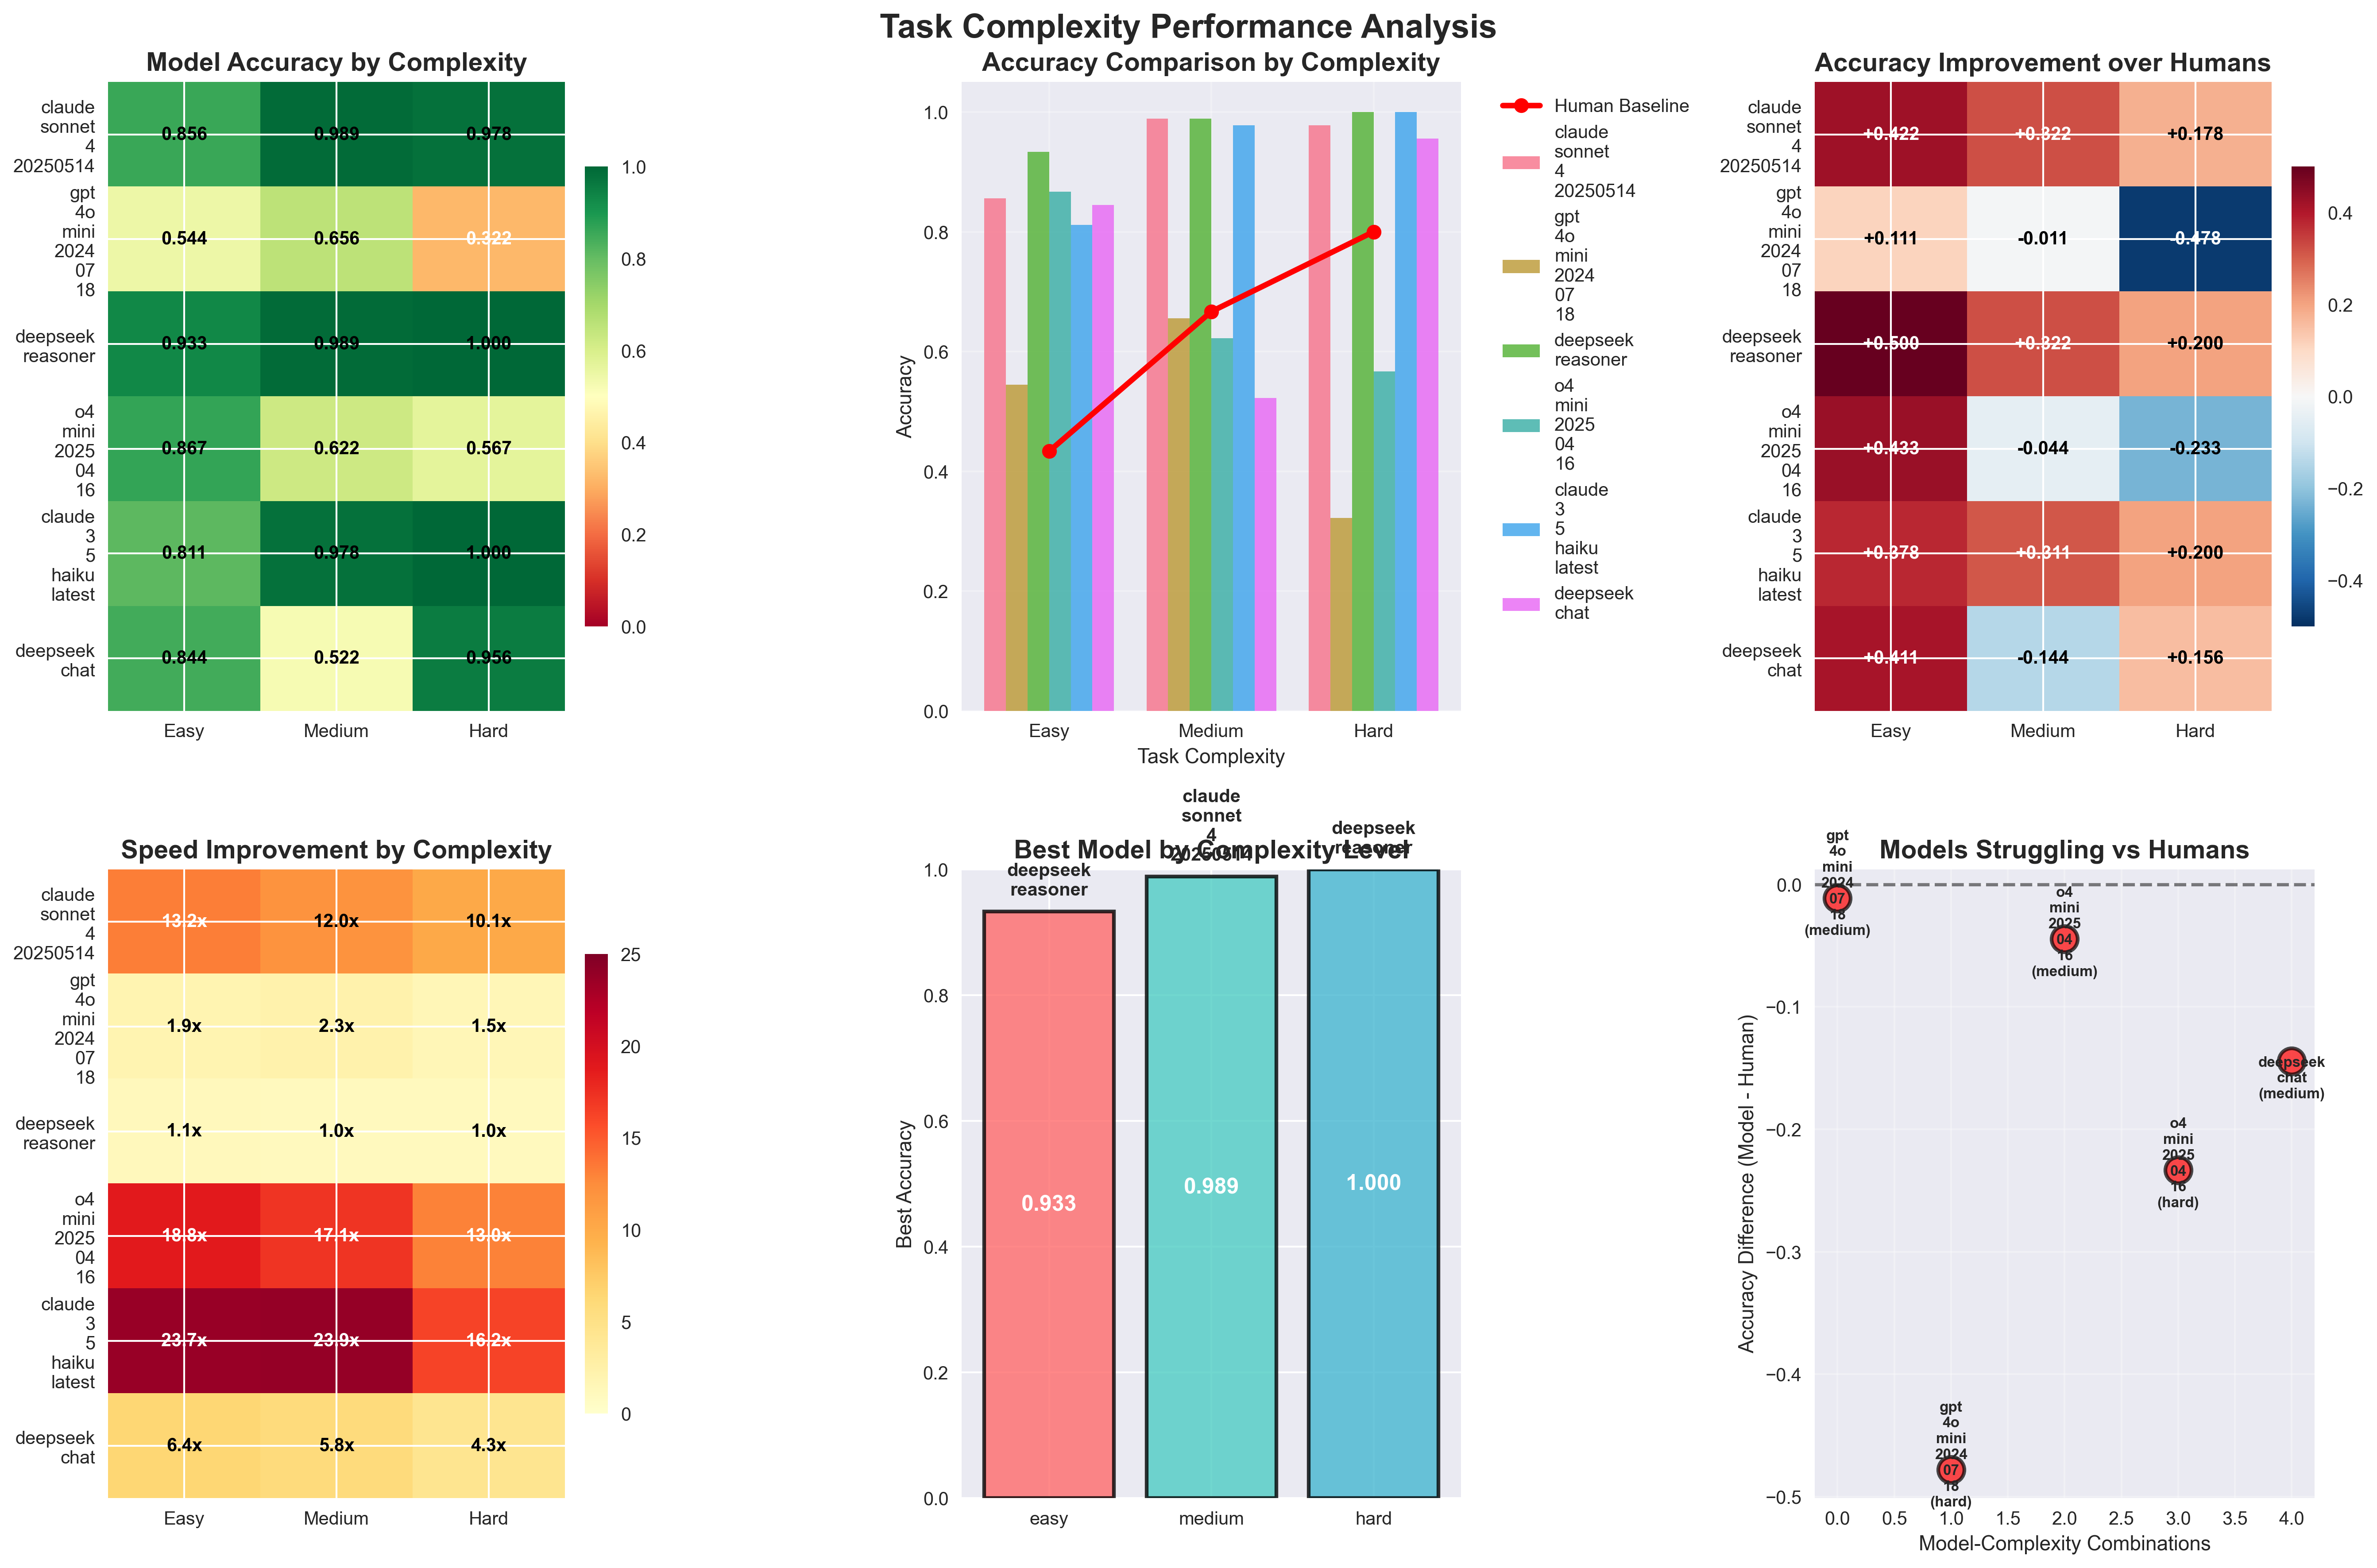 Task Complexity Performance Analysis
Model Accuracy by Complexity
claude
sonnet
4
20250514
gpt
4o
mini
2024
07
18
deepseek
reasoner
o4
mini
2025
04
16
claude
3
5
haiku
latest
deepseek
chat
0.856 0.989 0.978
0.544 0.656 0.322
0.933 0.989 1.000
0.867 0.622 0.567
0.811 0.978 1.000
0.844 0.522 0.956
Easy Medium Hard
1.0
0.8
0.6
0.4
0.2
0.0
Accuracy Comparison by Complexity
Accuracy
1.0
0.8
0.6
0.4
0.2
0.0
Easy Medium Hard
Task Complexity
Human Baseline
claude
sonnet
4
20250514
gpt
4o
mini
2024
07
18
deepseek
reasoner
o4
mini
2025
04
16
claude
3
5
haiku
latest
deepseek
chat
Accuracy Improvement over Humans
claude
sonnet
4
20250514
gpt
4o
mini
2024
07
18
deepseek
reasoner
o4
mini
2025
04
16
claude
3
5
haiku
latest
deepseek
chat
+0.422 +0.322 +0.178
+0.111 -0.011 -0.478
+0.500 +0.322 +0.200
+0.433 -0.044 -0.233
+0.378 +0.311 +0.200
+0.411 -0.144 +0.156
Easy Medium Hard
0.4
0.2
0.0
−0.2
−0.4
Speed Improvement by Complexity
claude
sonnet
4
20250514
gpt
4o
mini
2024
07
18
deepseek
reasoner
o4
mini
2025
04
16
claude
3
5
haiku
latest
deepseek
chat
13.2x 12.0x 10.1x
1.9x 2.3x 1.5x
1.1x 1.0x 1.0x
18.8x 17.1x 13.0x
23.7x 23.9x 16.2x
6.4x 5.8x 4.3x
Easy Medium Hard
25
20
15
10
5
0
Best Model by Complexity Level
deepseek
reasoner
claude
sonnet
4
20250514
deepseek
reasoner
Best Accuracy
1.0
0.8
0.6
0.4
0.2
0.0
0.933
0.989
1.000
easy medium hard
Models Struggling vs Humans
Accuracy Difference (Model - Human)
0.0
−0.1
−0.2
−0.3
−0.4
−0.5
gpt
4o
mini
2024
07
18
(medium)
o4
mini
2025
04
16
(medium)
deepseek
chat
(medium)
o4
mini
2025
04
16
(hard)
gpt
4o
mini
2024
07
18
(hard)
0.0 0.5 1.0 1.5 2.0 2.5 3.0 3.5 4.0
Model-Complexity Combinations